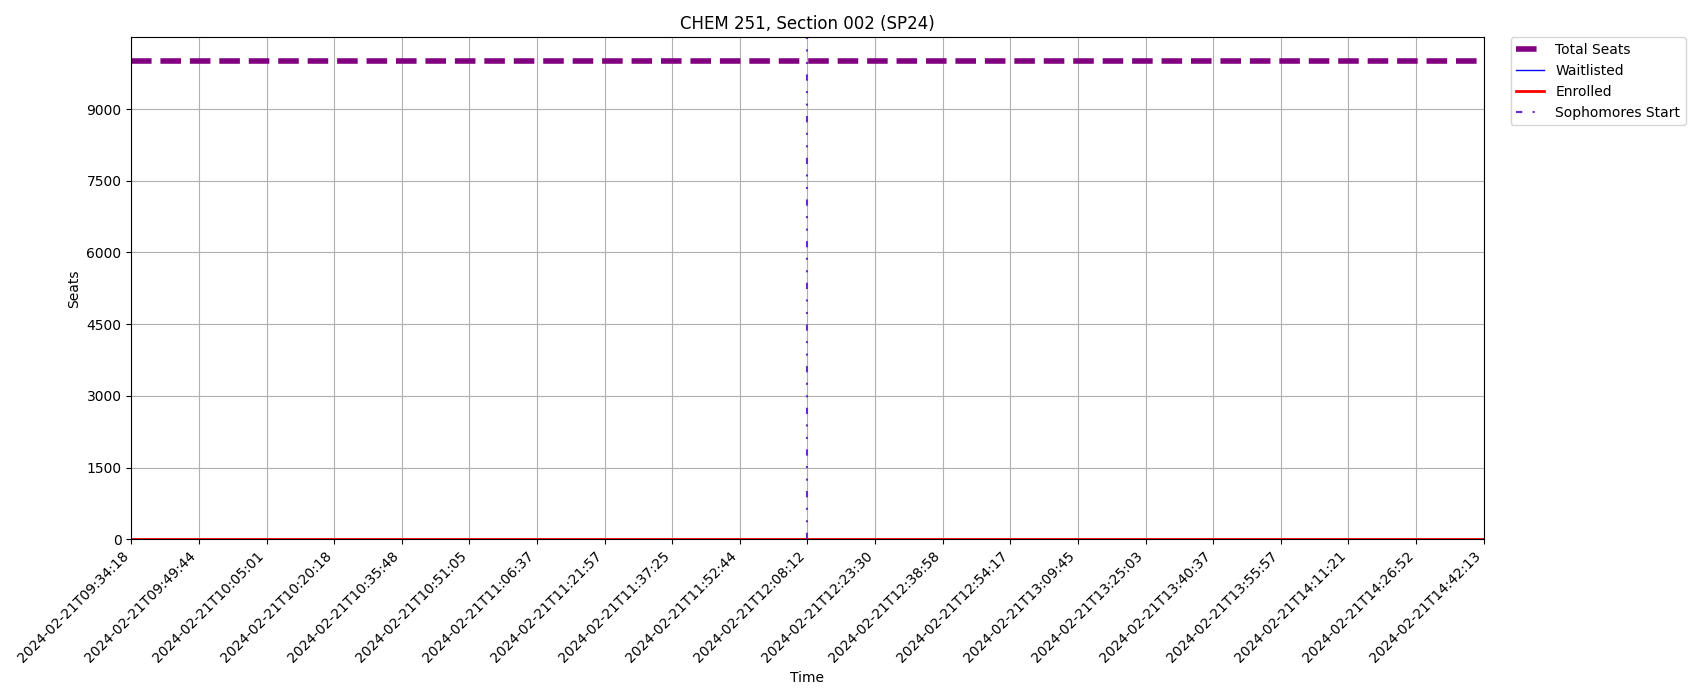 CHEM 251, Section 002 (SP24)
Total Seats
Waitlisted
Enrolled
Sophomores Start
9000
7500
6000
4500
3000
1500
0
Seats
2024-02-21T09:34:18
2024-02-21T09:49:44
2024-02-21T10:05:01
2024-02-21T10:20:18
2024-02-21T10:35:48
2024-02-21T10:51:05
2024-02-21T11:06:37
2024-02-21T11:21:57
2024-02-21T11:37:25
2024-02-21T11:52:44
2024-02-21T12:08:12
2024-02-21T12:23:30
2024-02-21T12:38:58
2024-02-21T12:54:17
2024-02-21T13:09:45
2024-02-21T13:25:03
2024-02-21T13:40:37
2024-02-21T13:55:57
2024-02-21T14:11:21
2024-02-21T14:26:52
2024-02-21T14:42:13
Time